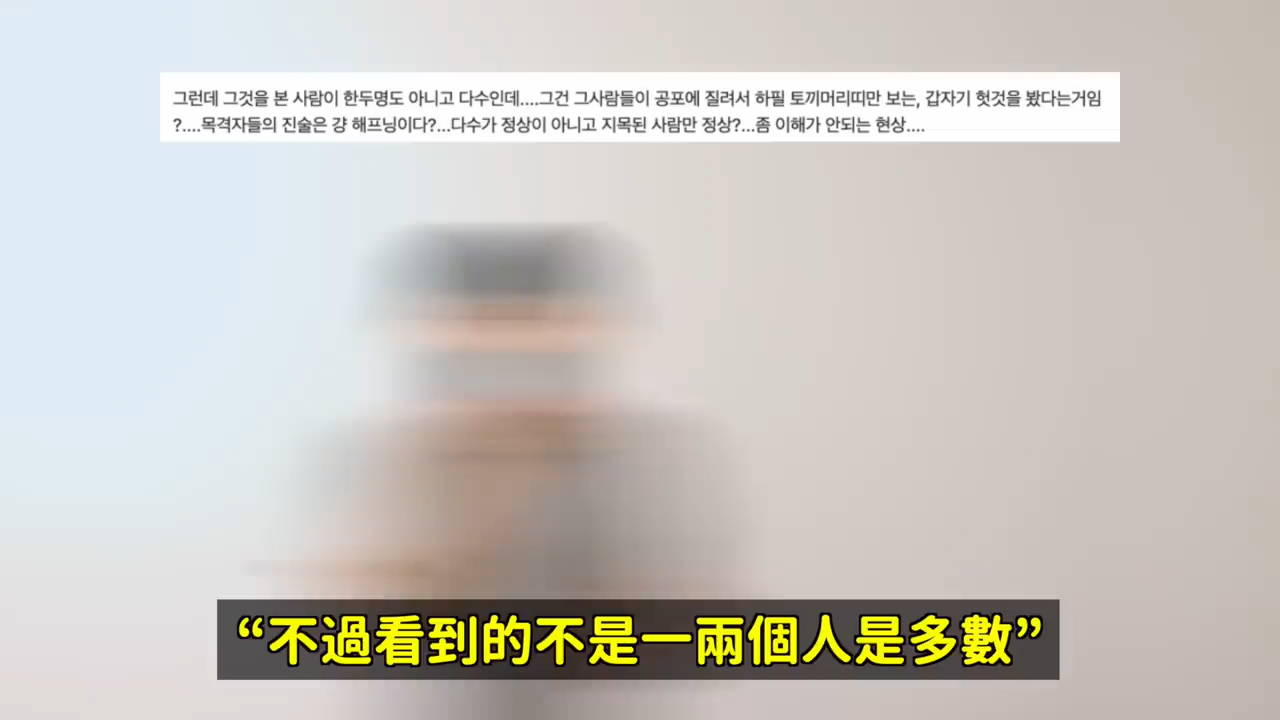 그런데 그것을 본 사람이 한두명도 아니고 다수인데....그건 그사람들이 공포에 질려서 하필 토끼머리띠만 보는, 갑자기 헛것을 봤다는거임
?....목격자들의 진술은 걍 해프닝이다?...다수가 정상이 아니고 지목된 사람만 정상?...좀 이해가 안되는 현상....
“不過看到的不是一兩個人是多數”